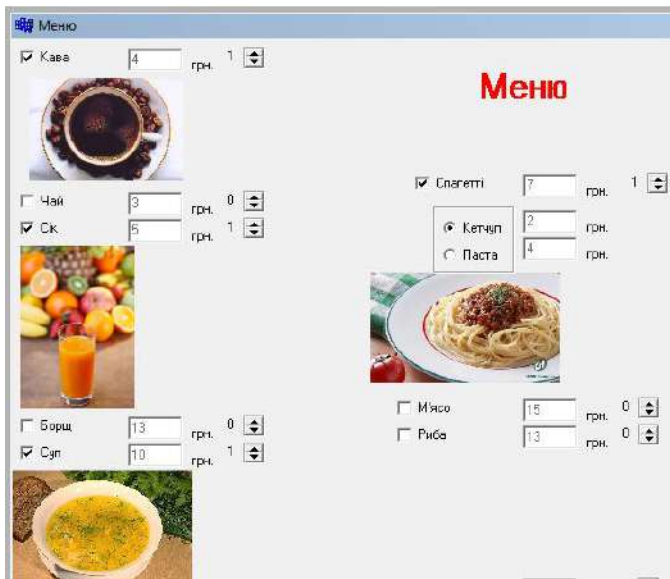 Меню
Кава 4 грн. 1
Меню
Чай 3 грн. 0
Сік 5 грн. 1
Спагетті 7 грн. 1
Кетчуп 2 грн.
Паста 4 грн.
Борщ 13 грн. 0
Суп 10 грн. 1
М'ясо 15 грн. 0
Риба 13 грн. 0